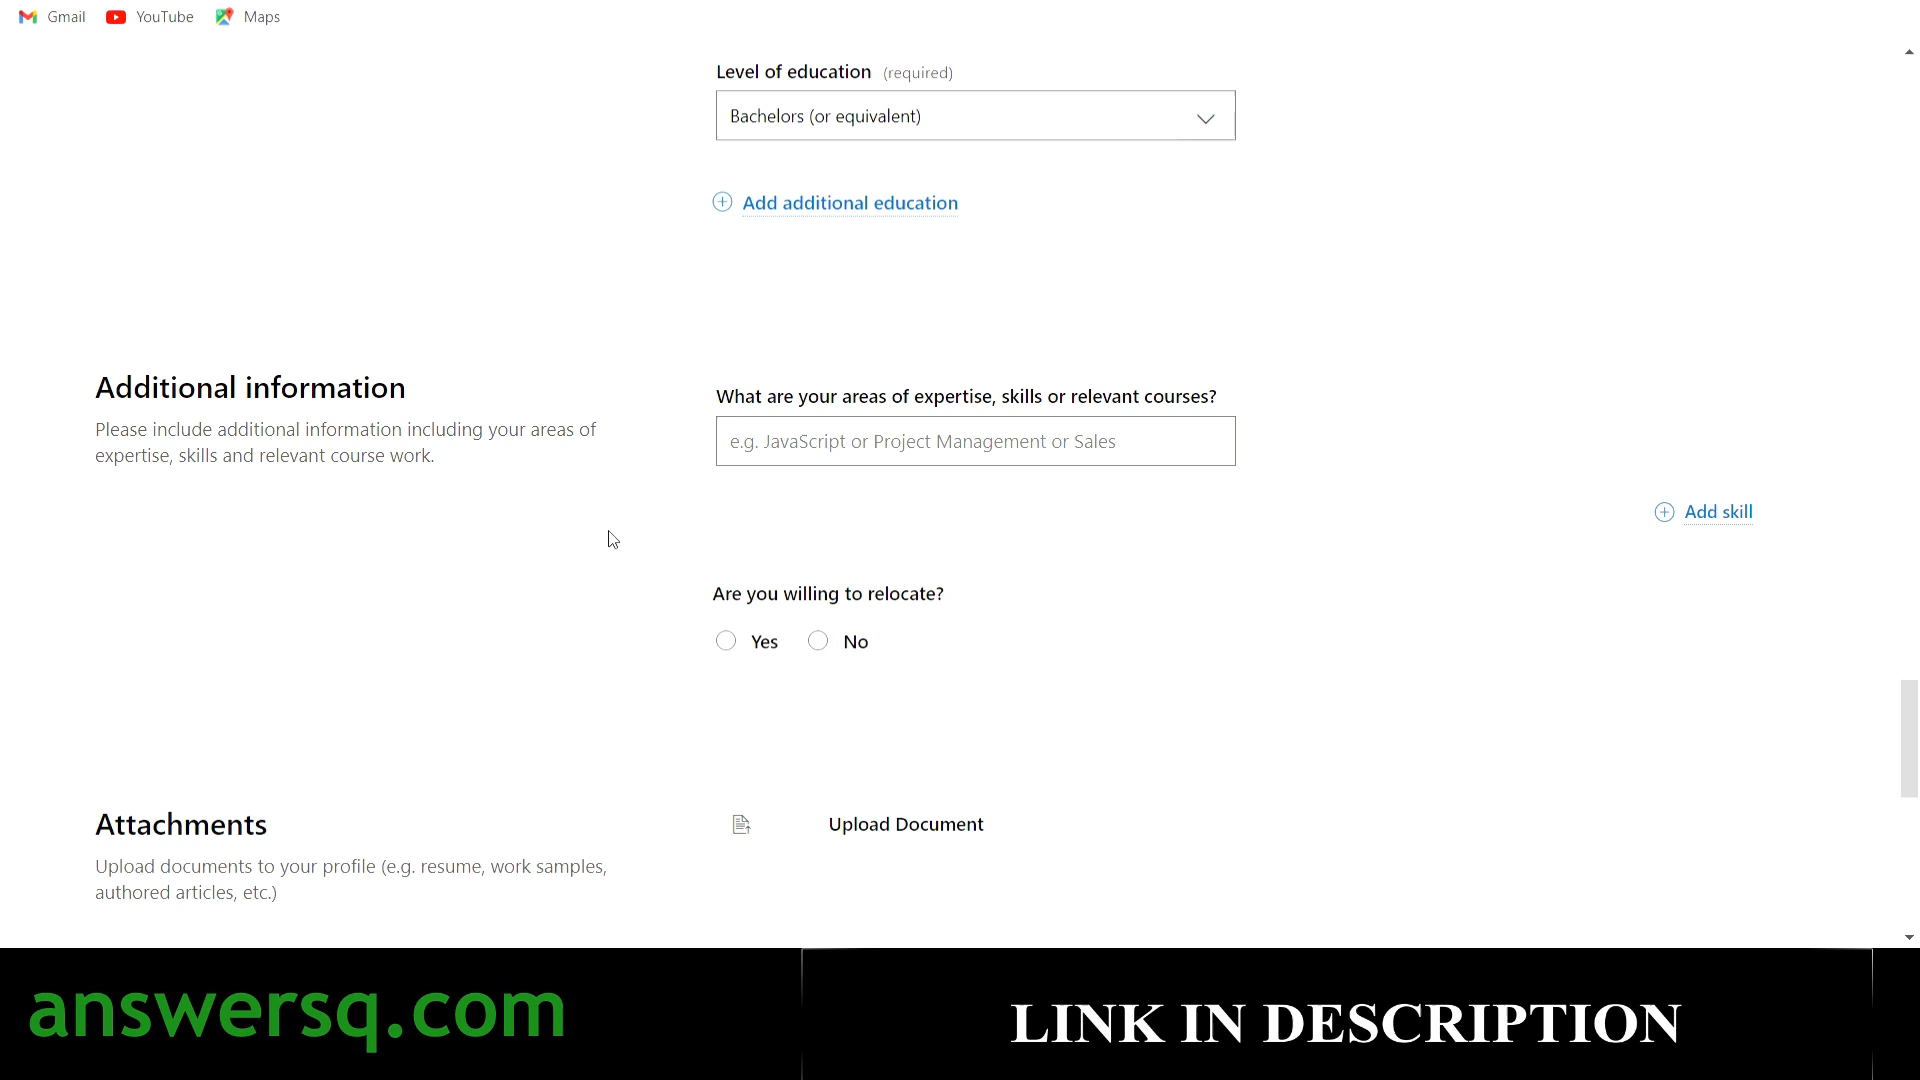 Gmail YouTube Maps
Level of education (required)
Bachelors (or equivalent)
Add additional education
Additional information
Please include additional information including your areas of
expertise, skills and relevant course work.
What are your areas of expertise, skills or relevant courses?
e.g. JavaScript or Project Management or Sales
Add skill
Are you willing to relocate?
Yes No
Attachments
Upload documents to your profile (e.g. resume, work samples,
authored articles, etc.)
Upload Document
answersq.com
LINK IN DESCRIPTION